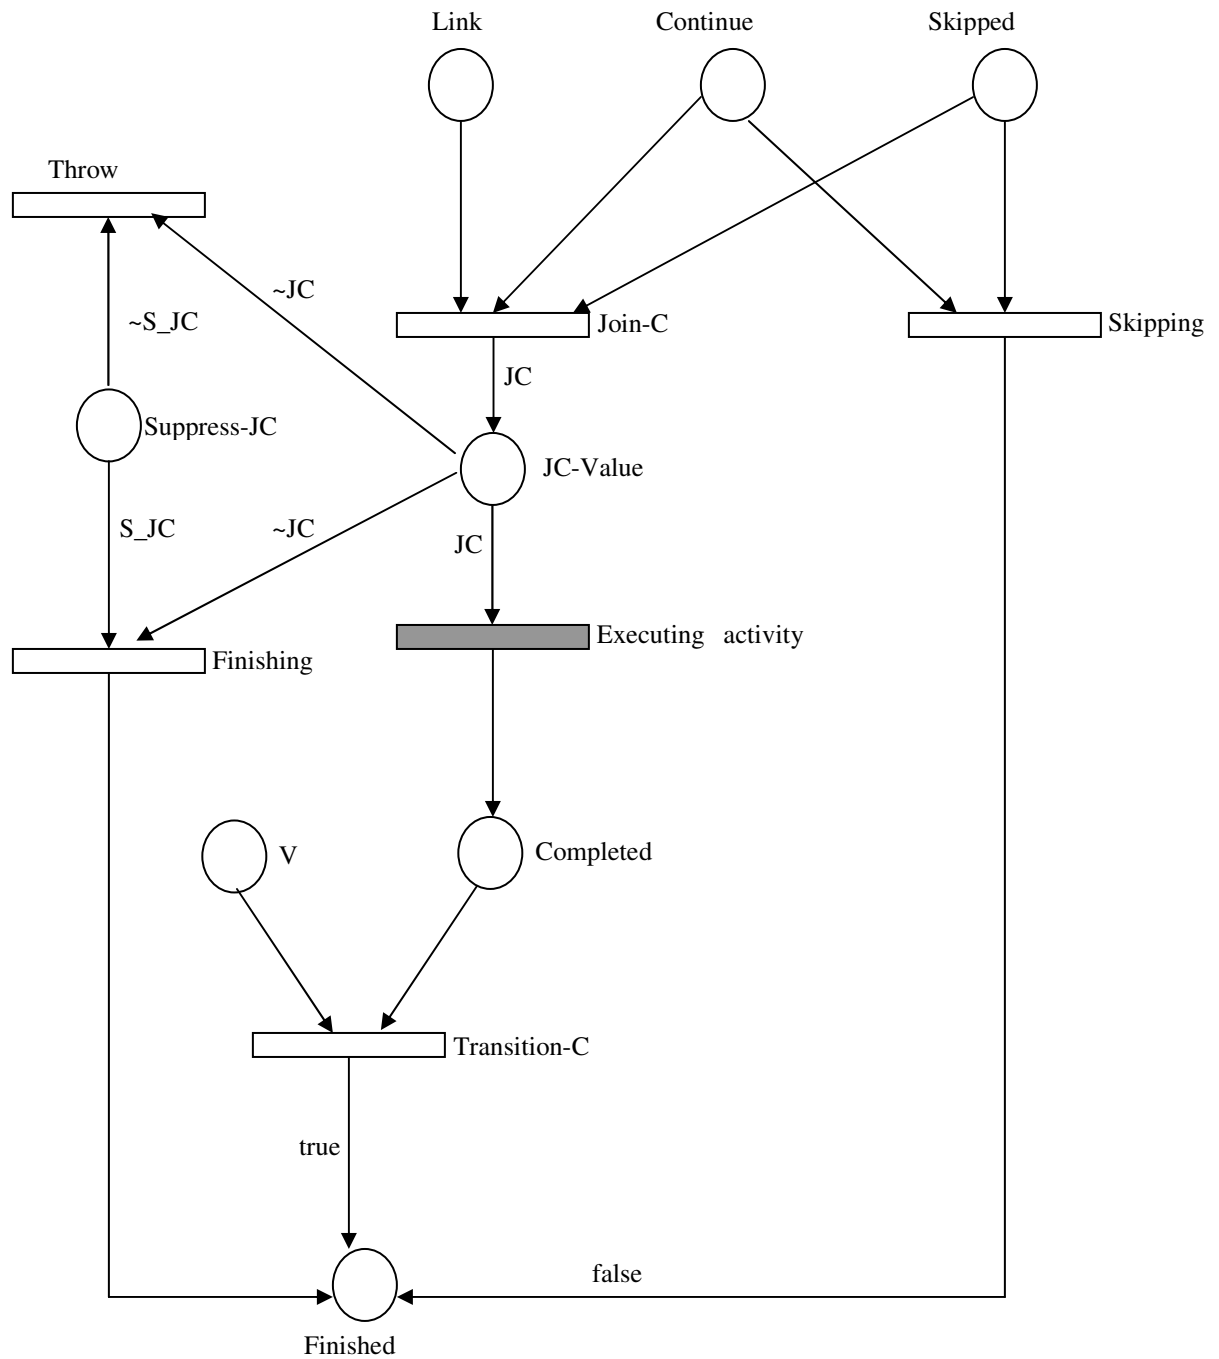 Link
Continue
Skipped
Throw
~JC
~S_JC
Join-C
Skipping
JC
Suppress-JC
JC-Value
S_JC
~JC
JC
Executing activity
Finishing
V
Completed
Transition-C
true
false
Finished